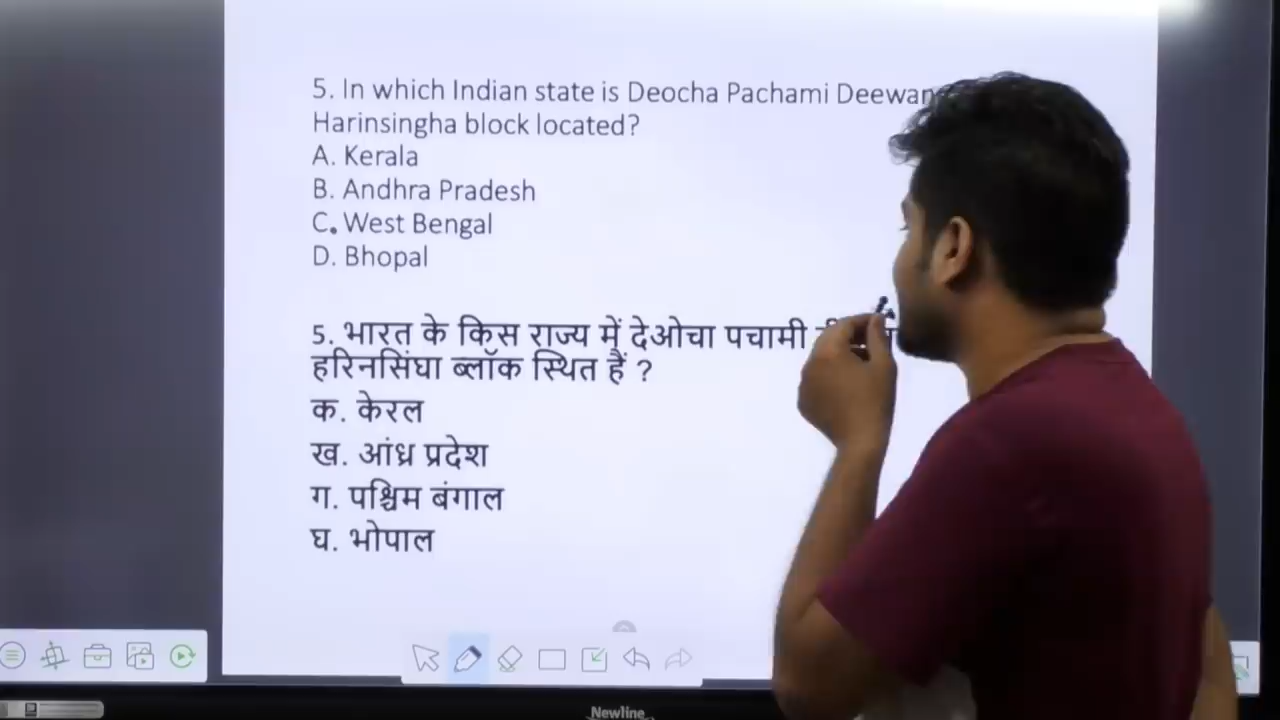 5. In which Indian state is Deocha Pachami
Harinsingha block located?
A. Kerala
B. Andhra Pradesh
C. West Bengal
D. Bhopal
5. भारत के किस राज्य में देओचा पचामी
हरिनसिंघा ब्लॉक स्थित हैं ?
क. केरल
ख. आंध्र प्रदेश
ग. पश्चिम बंगाल
घ. भोपाल
Newline